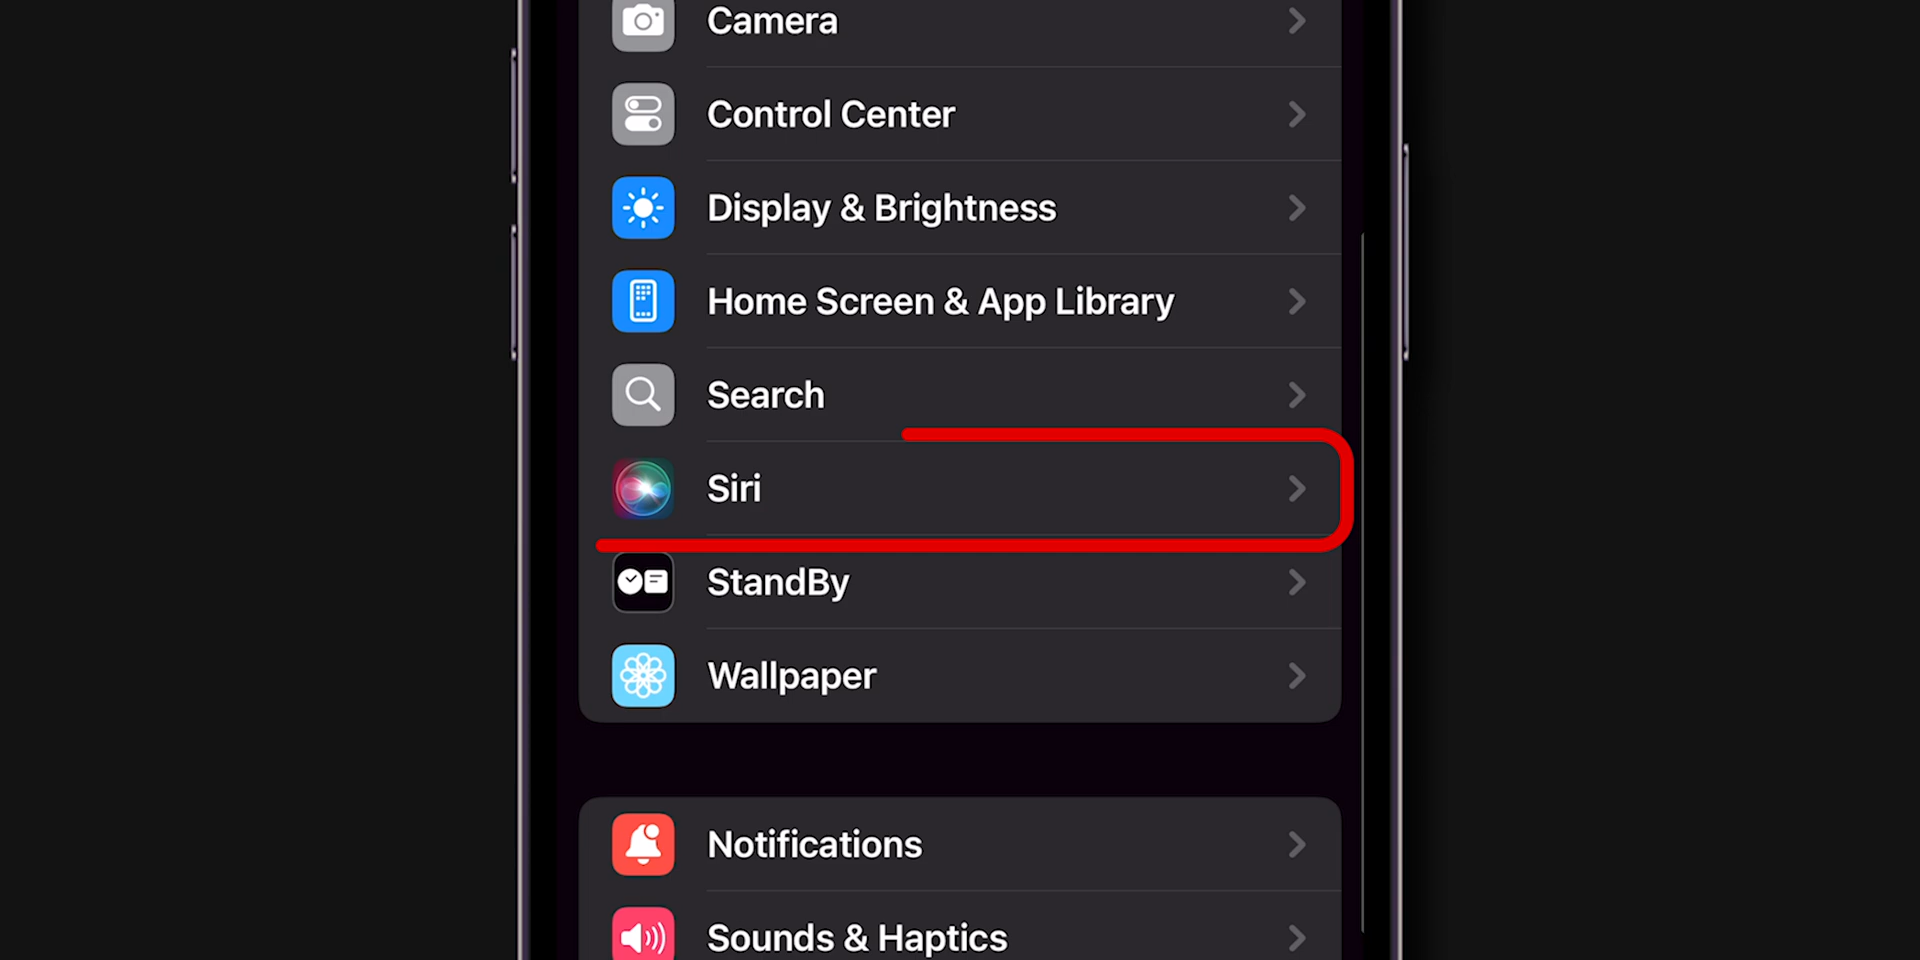 Camera
Control Center
Display & Brightness
Home Screen & App Library
Search
Siri
StandBy
Wallpaper
Notifications
Sounds & Haptics